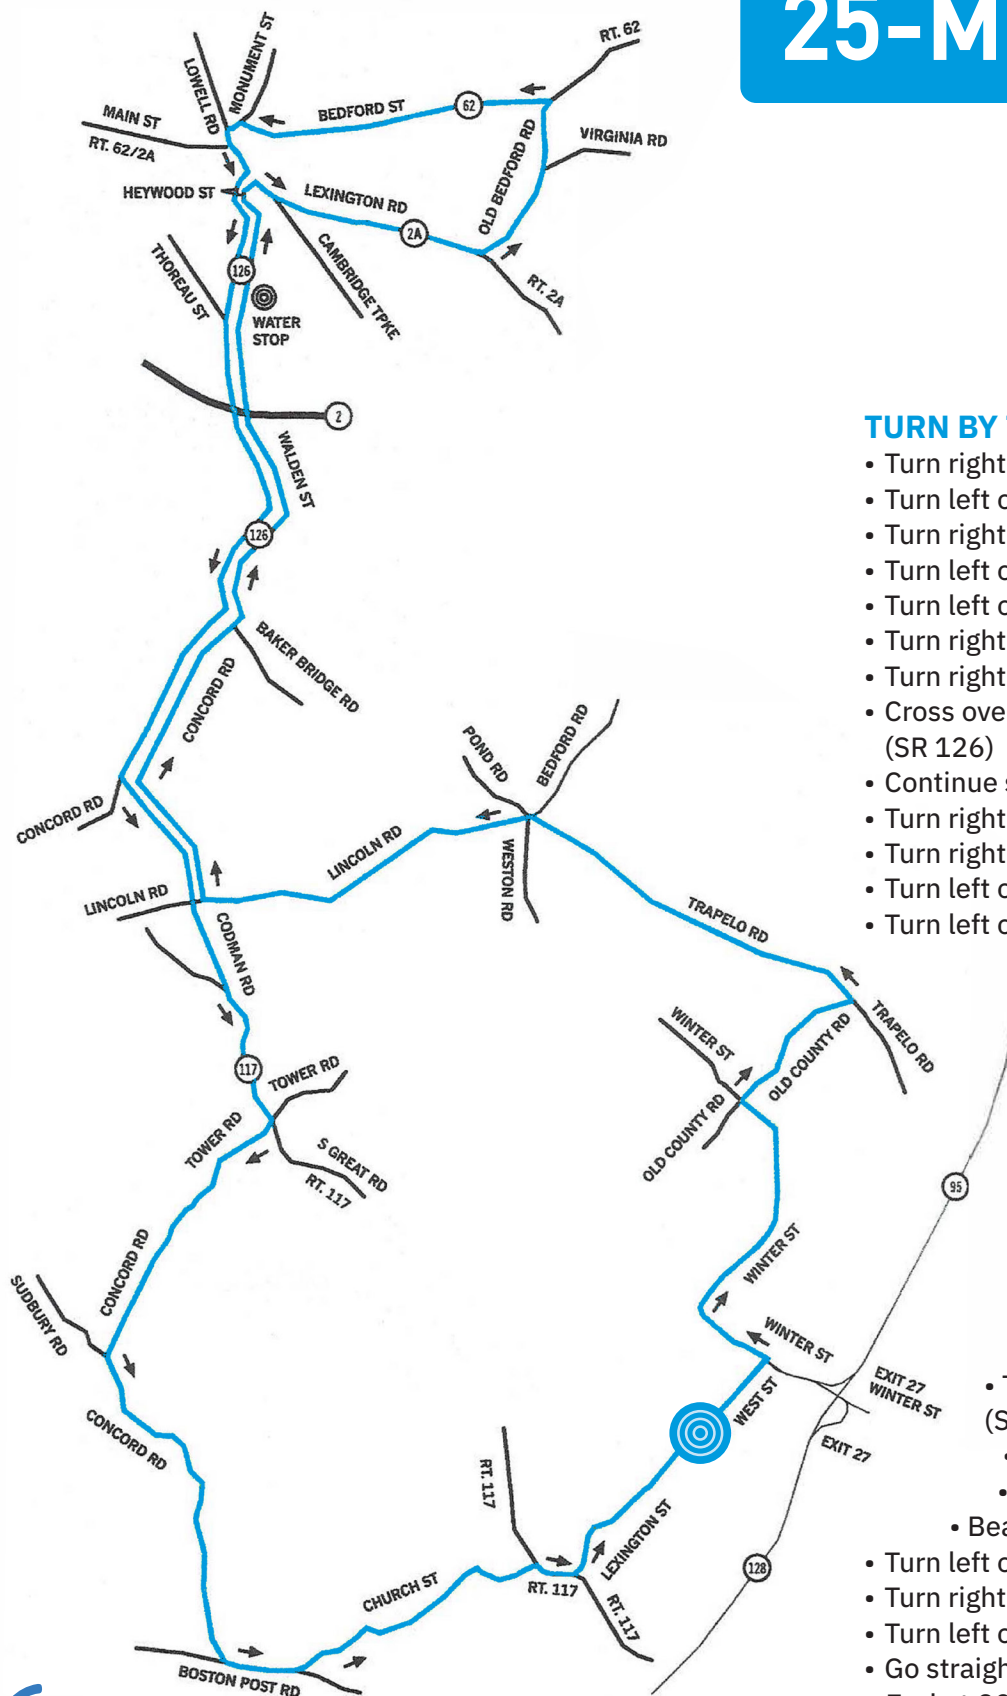 25-M
RT. 62
MONUMENT ST
LOWELL RD
MAIN ST
RT. 62/2A
BEDFORD ST
62
VIRGINIA RD
OLD BEDFORD RD
HEYWOOD ST
LEXINGTON RD
2A
CAMBRIDGE TPKE
RT. 2A
126
THOREAU ST
WATER
STOP
2
WALDEN ST
126
BAKER BRIDGE RD
CONCORD RD
CONCORD RD
POND RD
BEDFORD RD
LINCOLN RD
WESTON RD
LINCOLN RD
CODMAN RD
TRAPELO RD
TRAPELO RD
WINTER ST
OLD COUNTY RD
OLD COUNTY RD
117
TOWER RD
TOWER RD
S GREAT RD
RT. 117
95
CONCORD RD
SUDBURY RD
WINTER ST
WINTER ST
EXIT 27
WINTER ST
EXIT 27
WEST ST
CONCORD RD
RT. 117
LEXINGTON ST
RT. 117
RT. 117
128
CHURCH ST
BOSTON POST RD
TURN BY
• Turn right
• Turn left o
• Turn right
• Turn left o
• Turn left o
• Turn right
• Turn right
• Cross ove
(SR 126)
• Continue s
• Turn right
• Turn right
• Turn left o
• Turn left o
• T
(S
•
•
• Bea
• Turn left o
• Turn right
• Turn left o
• Go straigh